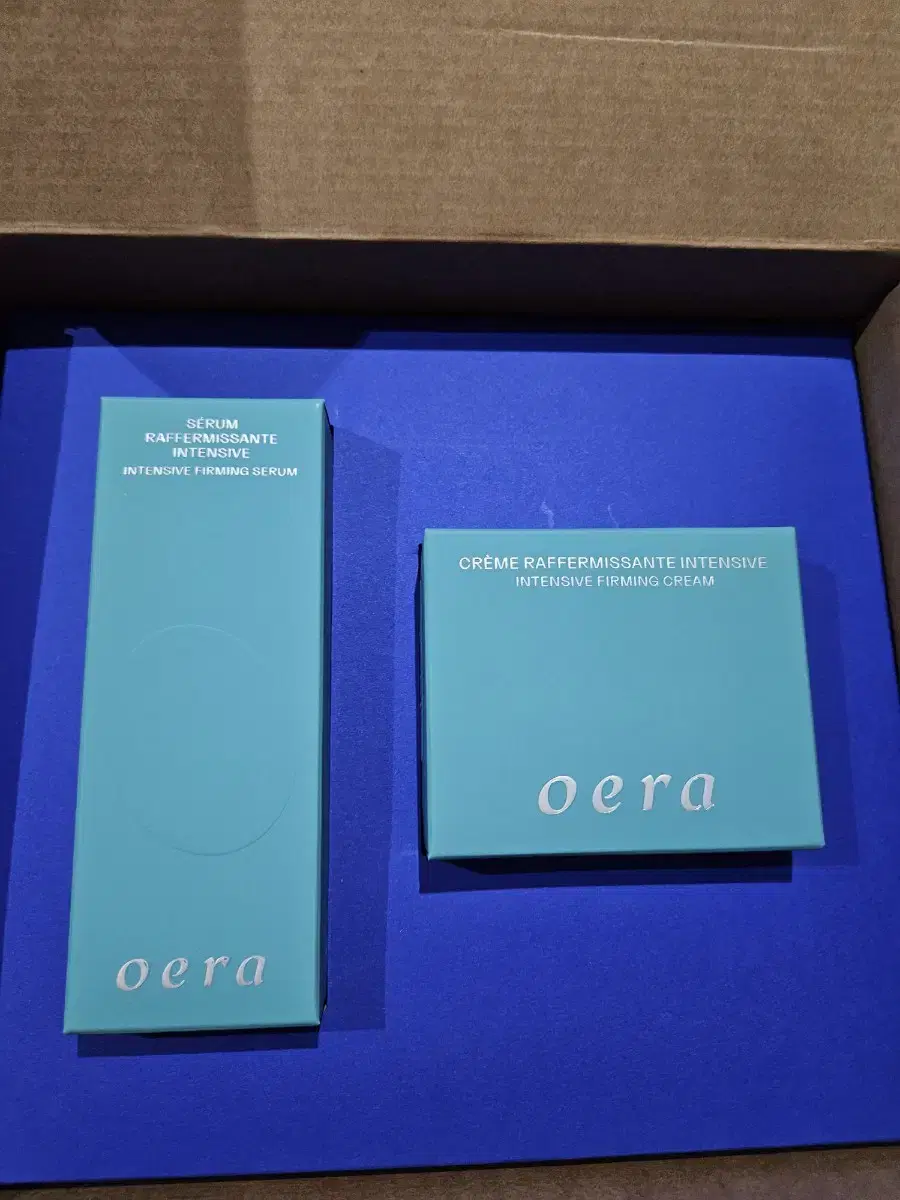 SÉRUM
RAFFERMISSANTE
INTENSIVE
INTENSIVE FIRMING SERUM
oera
CRÈME RAFFERMISSANTE INTENSIVE
INTENSIVE FIRMING CREAM
oera